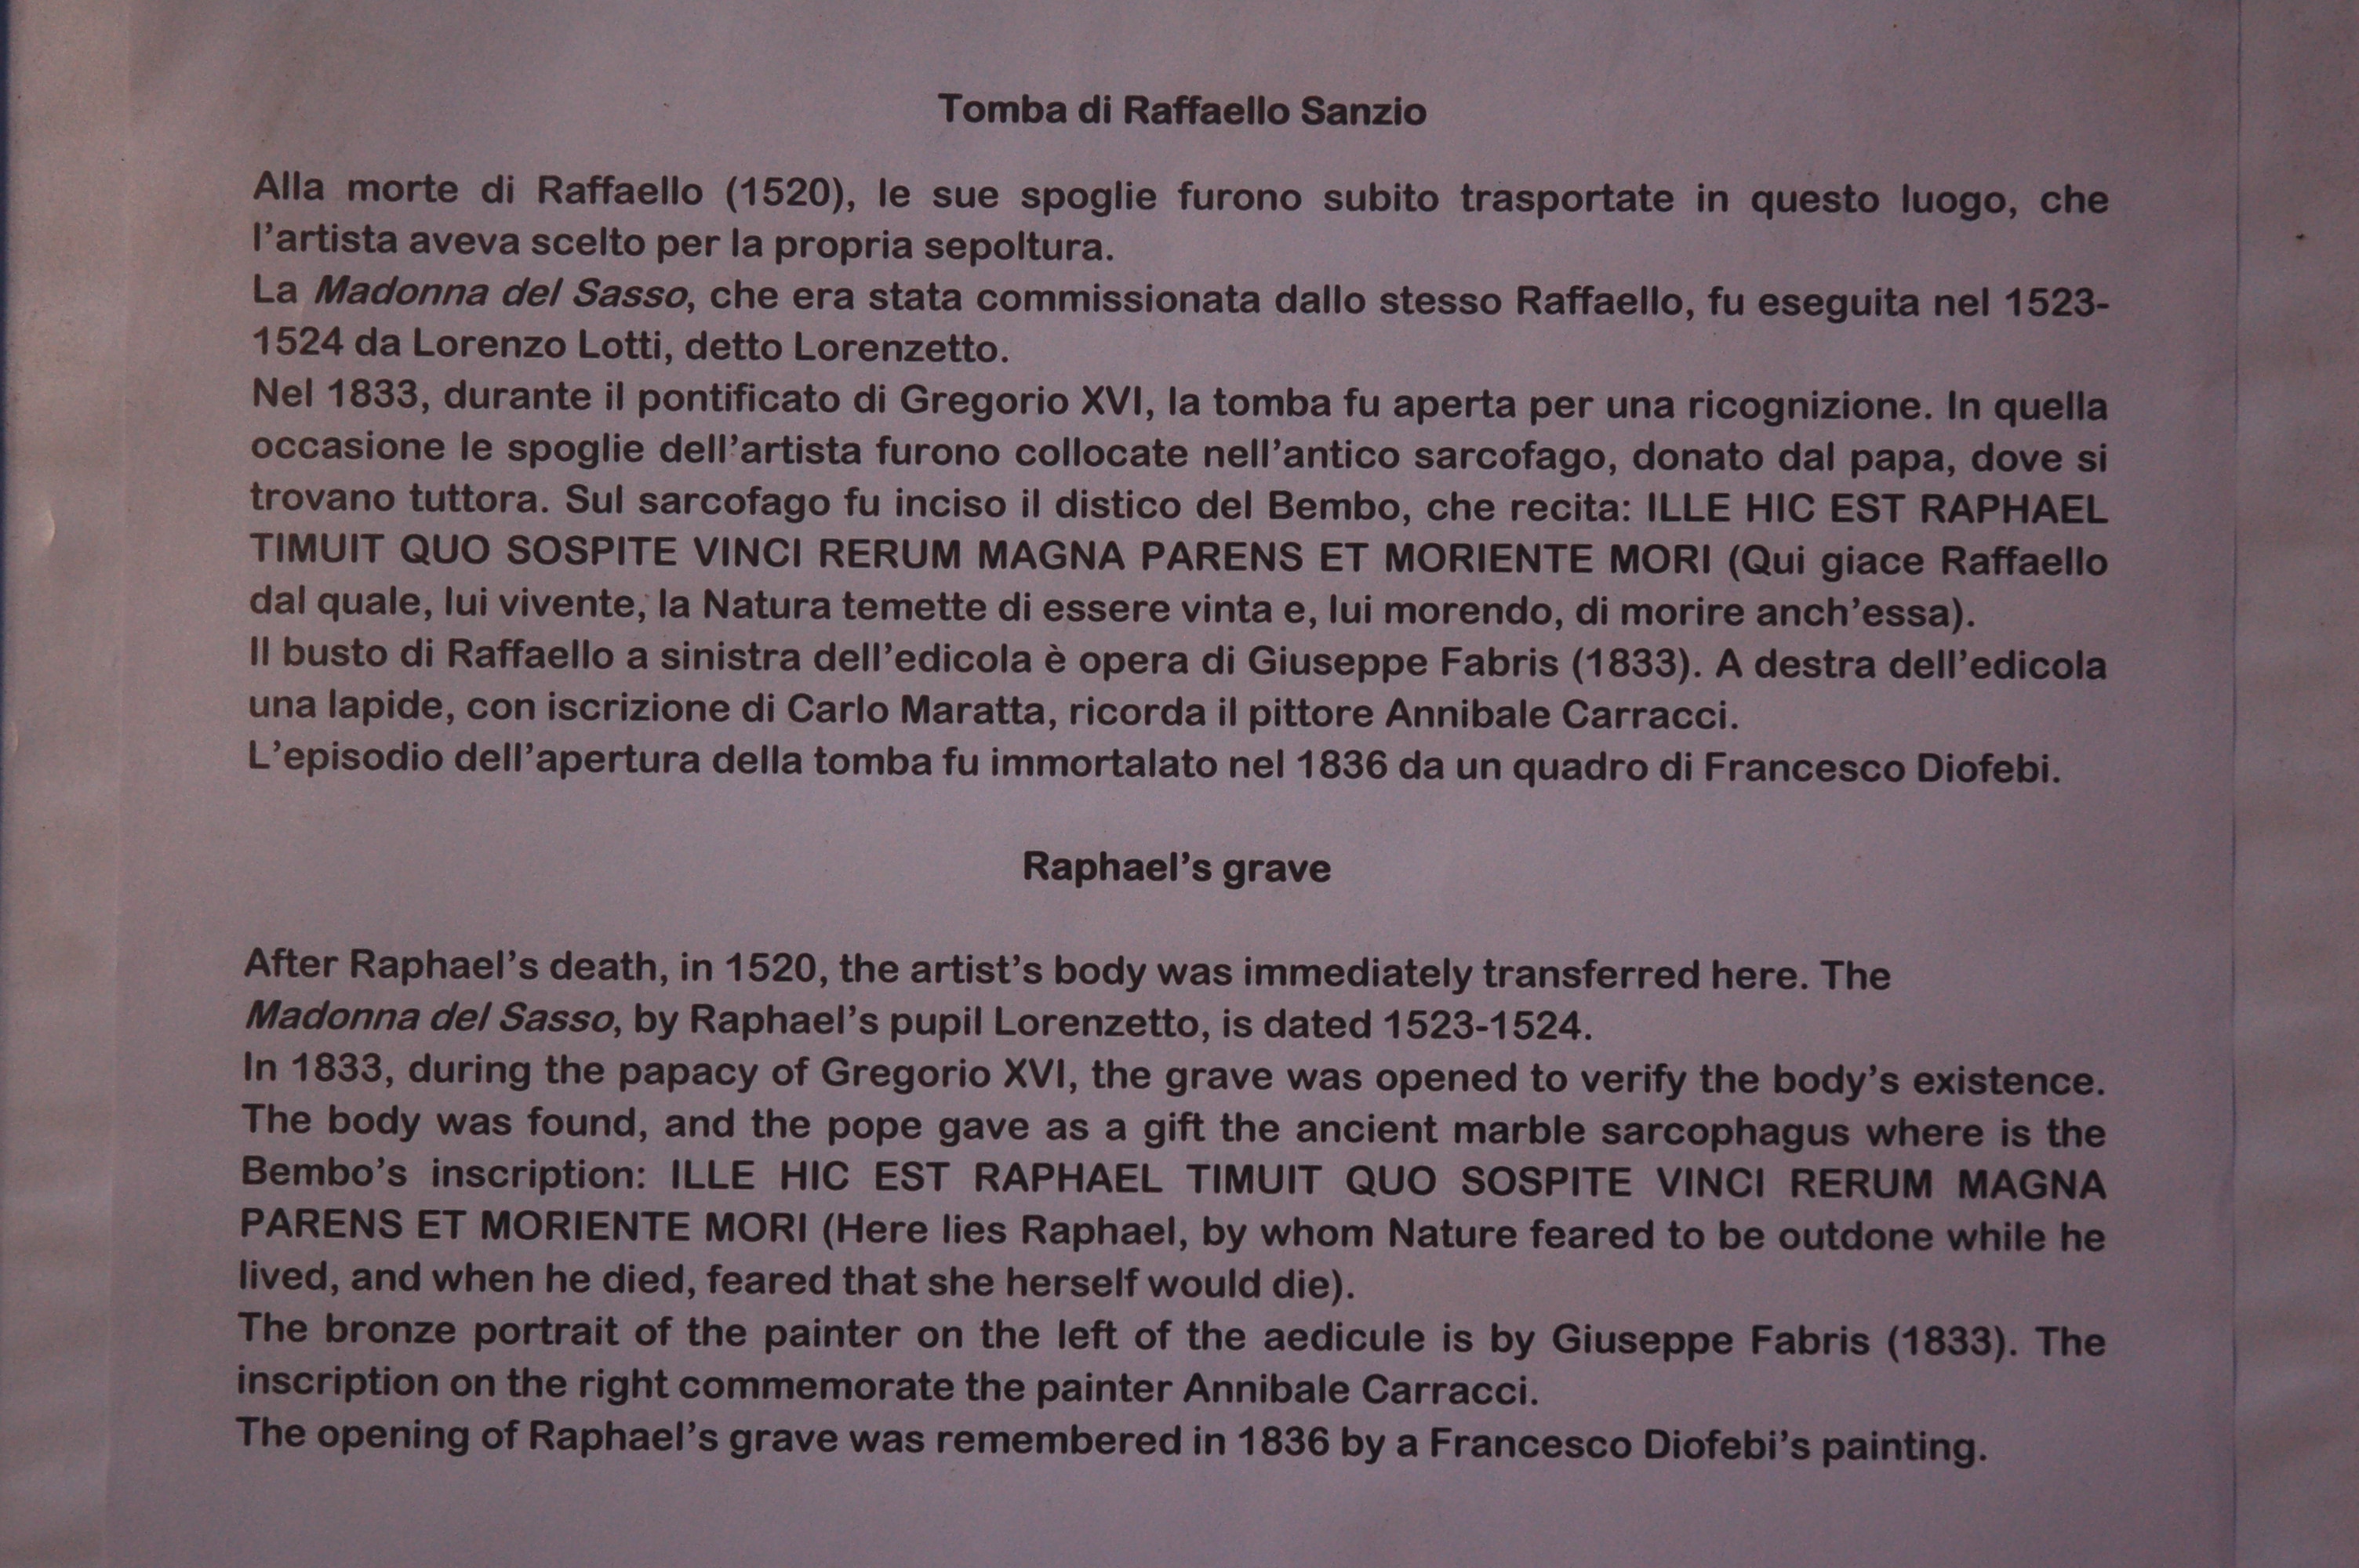 Tomba di Raffaello Sanzio
Alla morte di Raffaello (1520), le sue spoglie furono subito trasportate in questo luogo, che
l’artista aveva scelto per la propria sepoltura.
La Madonna del Sasso, che era stata commissionata dallo stesso Raffaello, fu eseguita nel 1523-
1524 da Lorenzo Lotti, detto Lorenzetto.
Nel 1833, durante il pontificato di Gregorio XVI, la tomba fu aperta per una ricognizione. In quella
occasione le spoglie dell’artista furono collocate nell’antico sarcofago, donato dal papa, dove si
trovano tuttora. Sul sarcofago fu inciso il distico del Bembo, che recita: ILLE HIC EST RAPHAEL
TIMUIT QUO SOSPITE VINCI RERUM MAGNA PARENS ET MORIENTE MORI (Qui giace Raffaello
dal quale, lui vivente, la Natura temette di essere vinta e, lui morendo, di morire anch’essa).
Il busto di Raffaello a sinistra dell’edicola è opera di Giuseppe Fabris (1833). A destra dell’edicola
una lapide, con iscrizione di Carlo Maratta, ricorda il pittore Annibale Carracci.
L’episodio dell’apertura della tomba fu immortalato nel 1836 da un quadro di Francesco Diofebi.
Raphael’s grave
After Raphael’s death, in 1520, the artist’s body was immediately transferred here. The
Madonna del Sasso, by Raphael’s pupil Lorenzetto, is dated 1523-1524.
In 1833, during the papacy of Gregorio XVI, the grave was opened to verify the body’s existence.
The body was found, and the pope gave as a gift the ancient marble sarcophagus where is the
Bembo’s inscription: ILLE HIC EST RAPHAEL TIMUIT QUO SOSPITE VINCI RERUM MAGNA
PARENS ET MORIENTE MORI (Here lies Raphael, by whom Nature feared to be outdone while he
lived, and when he died, feared that she herself would die).
The bronze portrait of the painter on the left of the aedicule is by Giuseppe Fabris (1833). The
inscription on the right commemorate the painter Annibale Carracci.
The opening of Raphael’s grave was remembered in 1836 by a Francesco Diofebi’s painting.